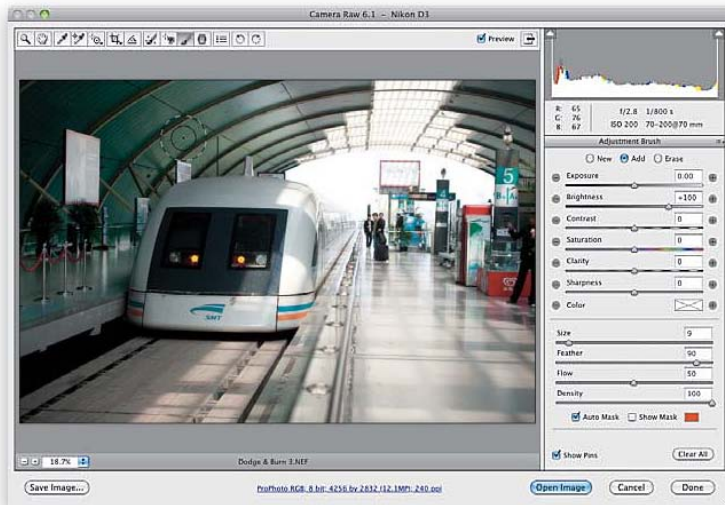 Camera Raw 6.1 – Nikon D3
Preview
R: 65
G: 76
B: 67
f/2.8 1/800 s
ISO 200 70-200@70 mm
Adjustment Brush
New Add Erase
Exposure 0.00
Brightness +100
Contrast 0
Saturation 0
Clarity 0
Sharpness 0
Color
Size 9
Feather 90
Flow 50
Density 100
Auto Mask Show Mask
Show Pins Clear All
5
SMT
16.7% Dodge & Burn 3.NEF
Save Image... ProPhoto RGB; 8 bit; 4256 by 2832 (12.1MP); 240 ppi Open Image Cancel Done